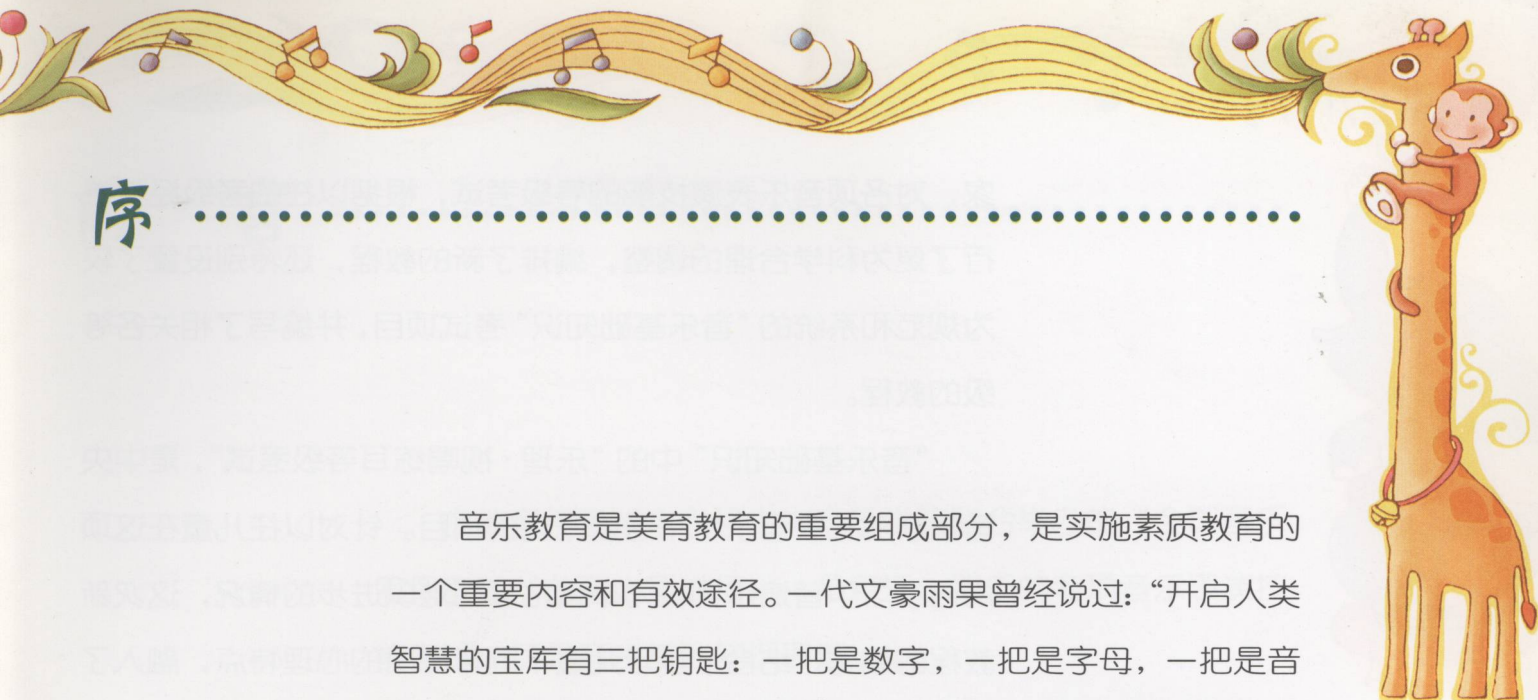 序
音乐教育是美育教育的重要组成部分，是实施素质教育的
一个重要内容和有效途径。一代文豪雨果曾经说过：“开启人类
智慧的宝库有三把钥匙：一把是数字，一把是字母，一把是音